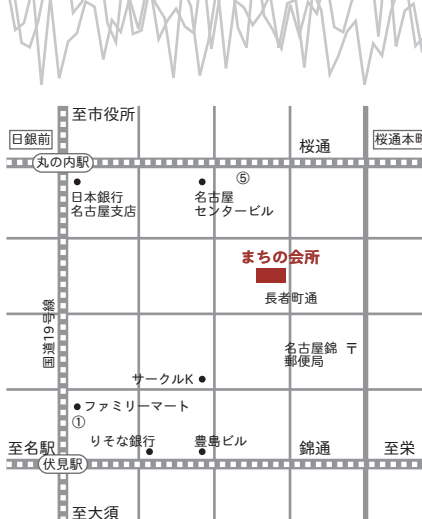 至市役所
日銀前
桜通
桜通本町
丸の内駅
⑤
日本銀行
名古屋支店
名古屋
センタービル
まちの会所
長者町通
国道19号線
名古屋錦 〒
郵便局
サークルK
ファミリーマート
①
りそな銀行
豊島ビル
至名駅
錦通
至栄
伏見駅
至大須